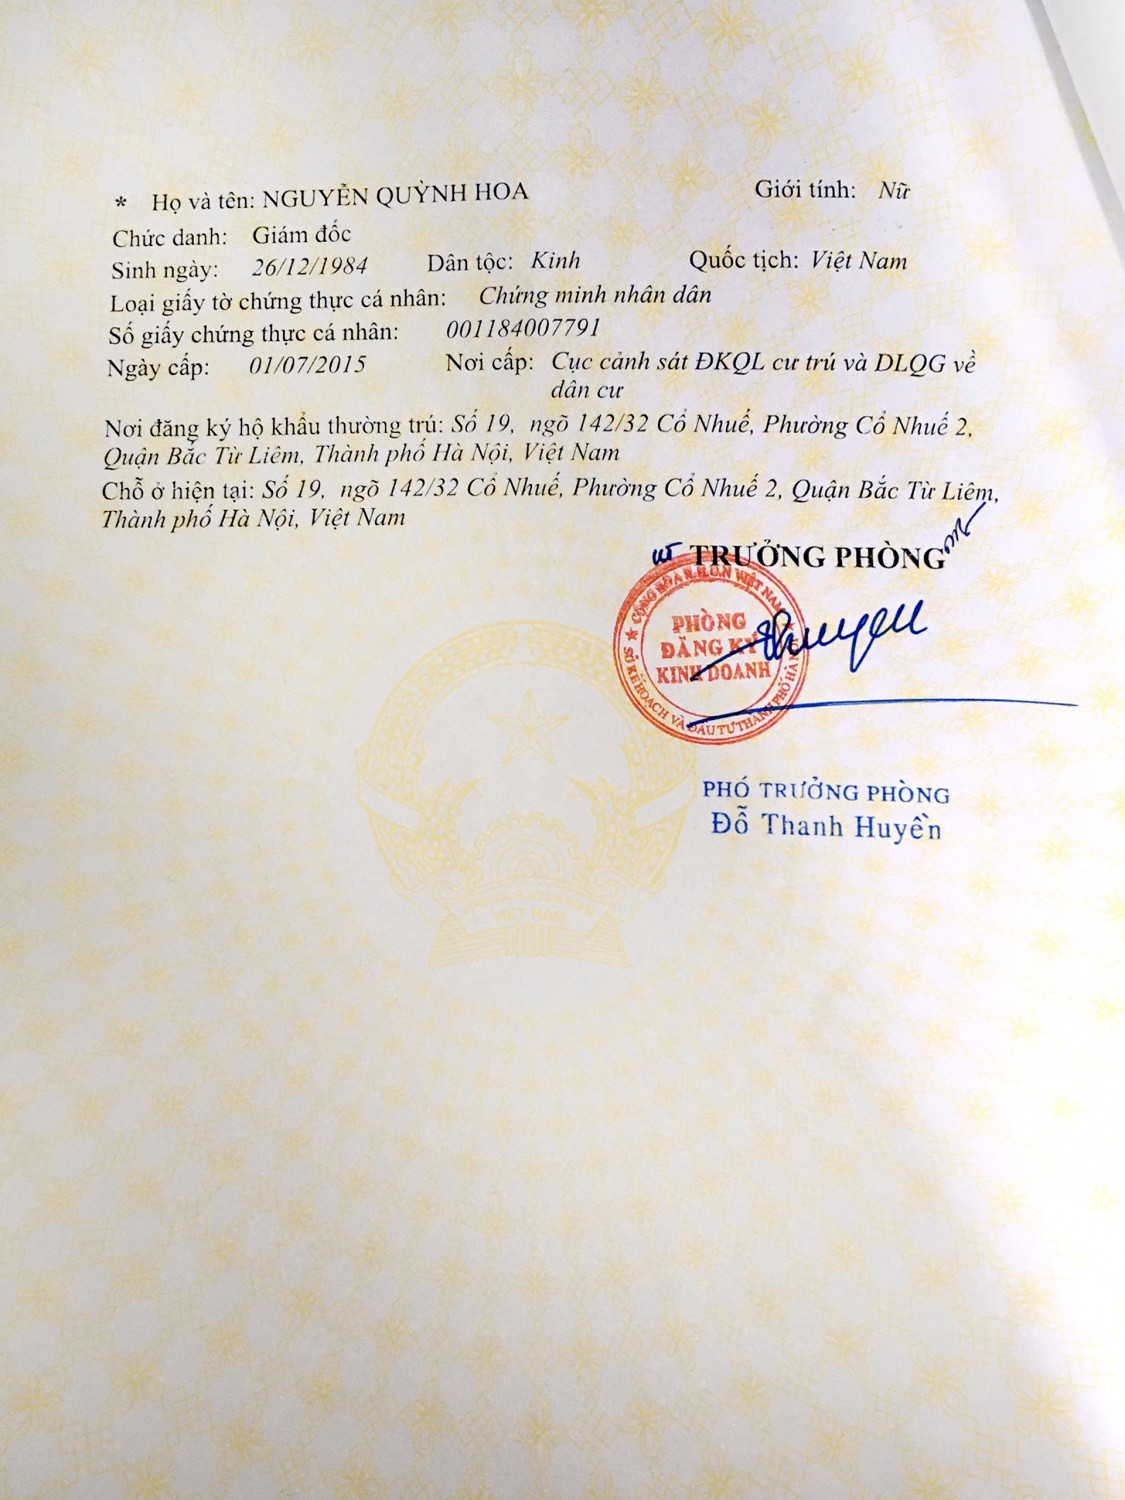 * Họ và tên: NGUYỄN QUỲNH HOA Giới tính: Nữ
Chức danh: Giám đốc
Sinh ngày: 26/12/1984 Dân tộc: Kinh Quốc tịch: Việt Nam
Loại giấy tờ chứng thực cá nhân: Chứng minh nhân dân
Số giấy chứng thực cá nhân: 001184007791
Ngày cấp: 01/07/2015 Nơi cấp: Cục cảnh sát ĐKQL cư trú và DLQG về
dân cư
Nơi đăng ký hộ khẩu thường trú: Số 19, ngõ 142/32 Cổ Nhuế, Phường Cổ Nhuế 2,
Quận Bắc Từ Liêm, Thành phố Hà Nội, Việt Nam
Chỗ ở hiện tại: Số 19, ngõ 142/32 Cổ Nhuế, Phường Cổ Nhuế 2, Quận Bắc Từ Liêm,
Thành phố Hà Nội, Việt Nam
TRƯỞNG PHÒNG
CỘNG HÒA X.H.C.N VIỆT NAM
PHÒNG
ĐĂNG KÝ
KINH DOANH
SỞ KẾ HOẠCH VÀ ĐẦU TƯ THÀNH PHỐ HÀ NỘI
PHÓ TRƯỞNG PHÒNG
Đỗ Thanh Huyền
VIỆT NAM